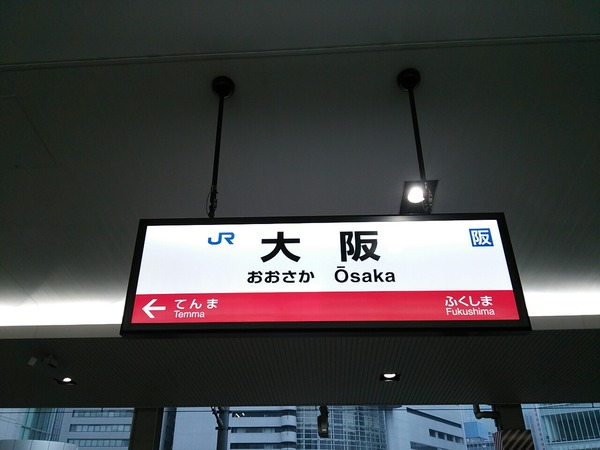 JR 大阪 阪
おおさか Ōsaka
← てんま ふくしま
Temma Fukushima